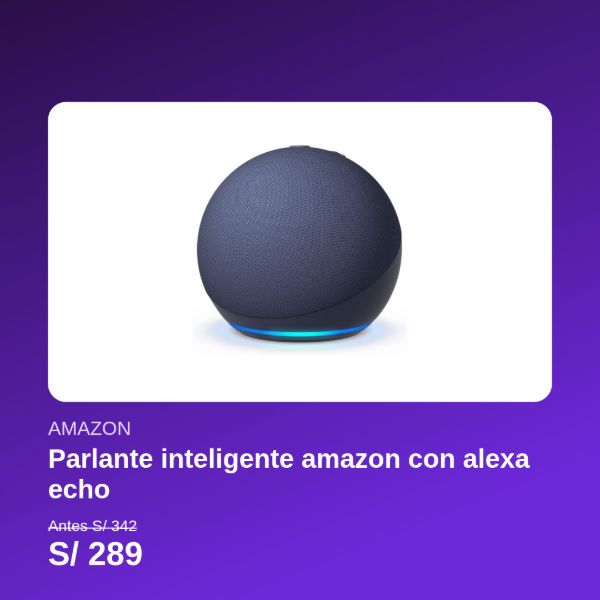 AMAZON
Parlante inteligente amazon con alexa
echo
Antes S/ 342
S/ 289